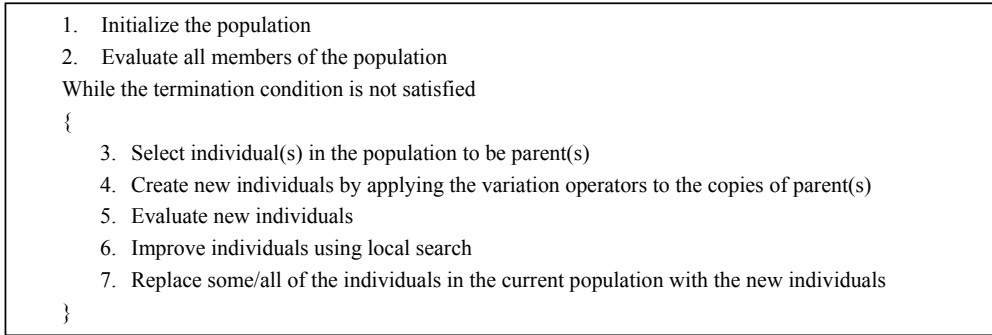 1. Initialize the population
2. Evaluate all members of the population
While the termination condition is not satisfied
{
3. Select individual(s) in the population to be parent(s)
4. Create new individuals by applying the variation operators to the copies of parent(s)
5. Evaluate new individuals
6. Improve individuals using local search
7. Replace some/all of the individuals in the current population with the new individuals
}